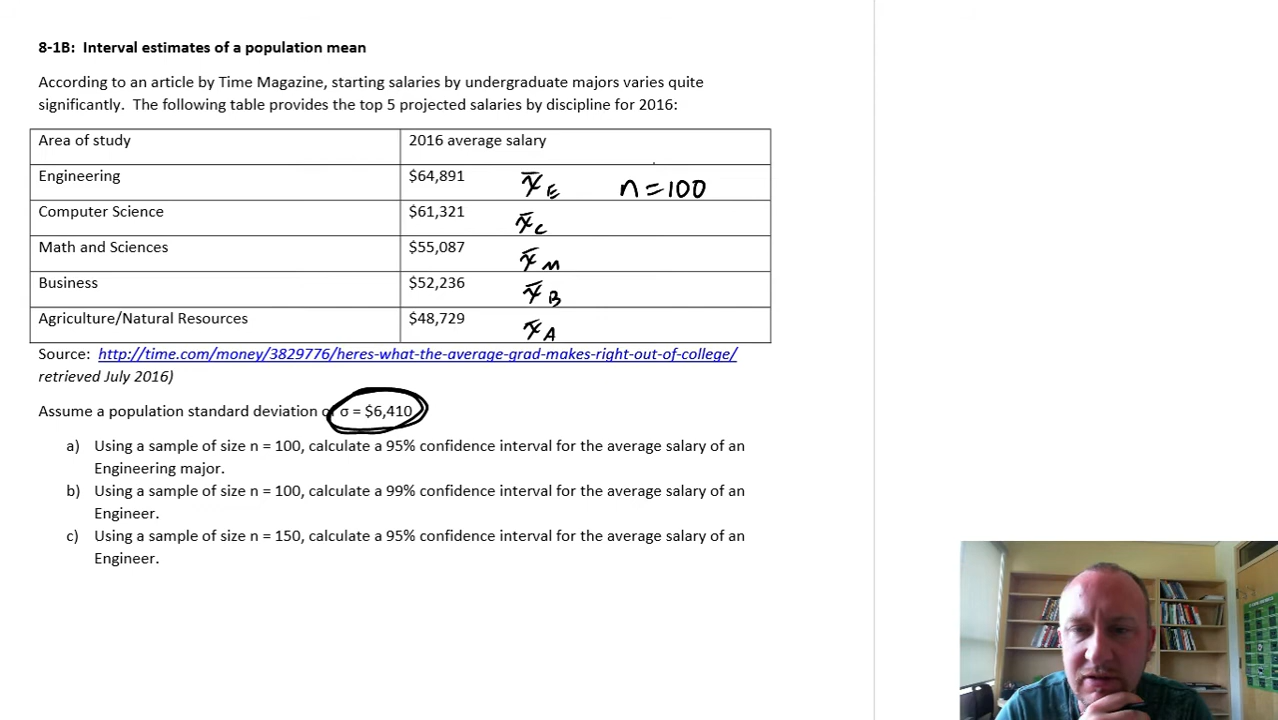 8-1B: Interval estimates of a population mean
According to an article by Time Magazine, starting salaries by undergraduate majors varies quite
significantly. The following table provides the top 5 projected salaries by discipline for 2016:
Area of study 2016 average salary
Engineering $64,891 x̄E n=100
Computer Science $61,321 x̄C
Math and Sciences $55,087 x̄M
Business $52,236 x̄B
Agriculture/Natural Resources $48,729 x̄A
Source: http://time.com/money/3829776/heres-what-the-average-grad-makes-right-out-of-college/
retrieved July 2016)
Assume a population standard deviation σ = $6,410
a) Using a sample of size n = 100, calculate a 95% confidence interval for the average salary of an
Engineering major.
b) Using a sample of size n = 100, calculate a 99% confidence interval for the average salary of an
Engineer.
c) Using a sample of size n = 150, calculate a 95% confidence interval for the average salary of an
Engineer.